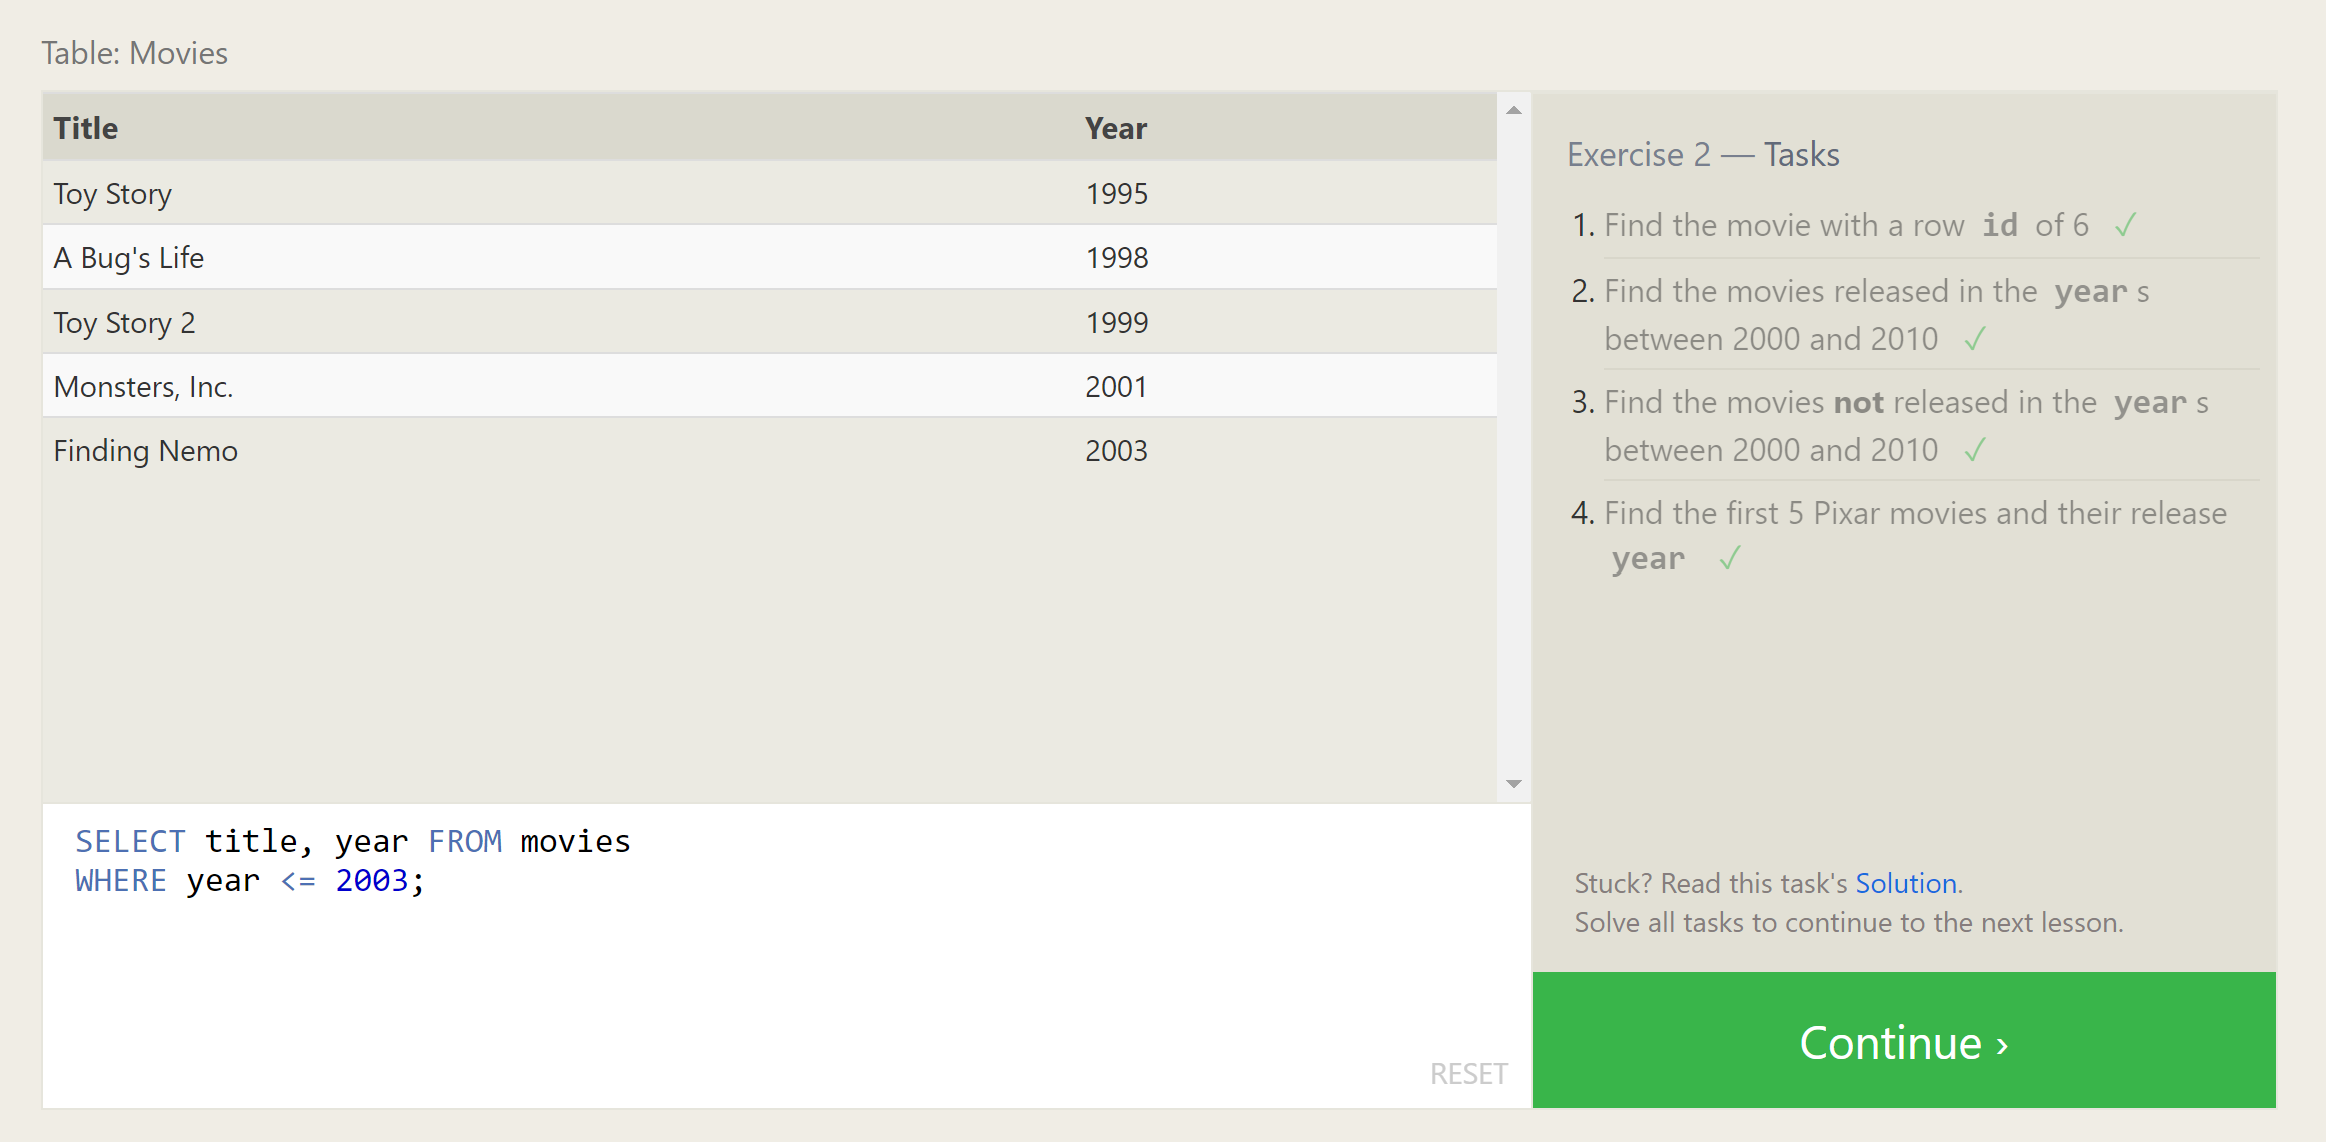 Table: Movies
Title Year
Toy Story 1995
A Bug's Life 1998
Toy Story 2 1999
Monsters, Inc. 2001
Finding Nemo 2003
SELECT title, year FROM movies
WHERE year <= 2003;
RESET
Exercise 2 — Tasks
1. Find the movie with a row id of 6 ✓
2. Find the movies released in the year s
between 2000 and 2010 ✓
3. Find the movies not released in the year s
between 2000 and 2010 ✓
4. Find the first 5 Pixar movies and their release
year ✓
Stuck? Read this task's Solution.
Solve all tasks to continue to the next lesson.
Continue ›